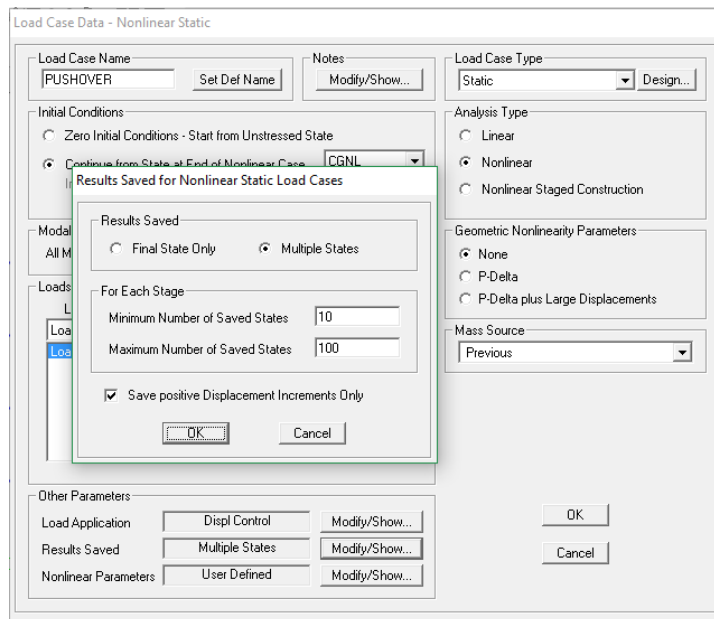 Load Case Data - Nonlinear Static
Load Case Name
PUSHOVER
Set Def Name
Notes
Modify/Show...
Load Case Type
Static
Design...
Initial Conditions
Zero Initial Conditions - Start from Unstressed State
Continue from State at End of Nonlinear Case
CGNL
Analysis Type
Linear
Nonlinear
Nonlinear Staged Construction
Results Saved for Nonlinear Static Load Cases
Results Saved
Final State Only
Multiple States
For Each Stage
Minimum Number of Saved States
10
Maximum Number of Saved States
100
Save positive Displacement Increments Only
OK
Cancel
Modal
All M
Loads
L
Loa
Loa
Geometric Nonlinearity Parameters
None
P-Delta
P-Delta plus Large Displacements
Mass Source
Previous
Other Parameters
Load Application
Displ Control
Modify/Show...
Results Saved
Multiple States
Modify/Show...
Nonlinear Parameters
User Defined
Modify/Show...
OK
Cancel